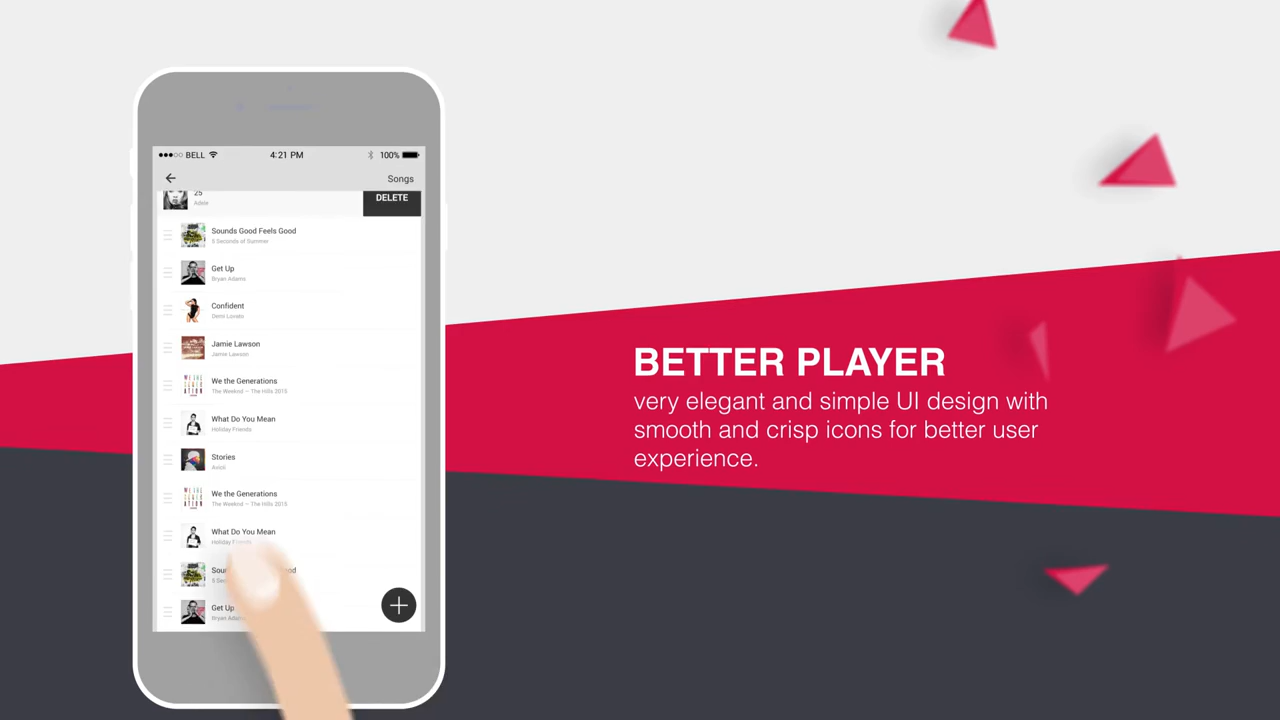 BELL
4:21 PM
100%
Songs
25
Adele
DELETE
Sounds Good Feels Good
5 Seconds of Summer
Get Up
Bryan Adams
Confident
Demi Lovato
Jamie Lawson
Jamie Lawson
We the Generations
The Weeknd — The Hills 2015
What Do You Mean
Holiday Friends
Stories
Avicii
We the Generations
The Weeknd — The Hills 2015
What Do You Mean
Holiday Friends
Get Up
BETTER PLAYER
very elegant and simple UI design with
smooth and crisp icons for better user
experience.